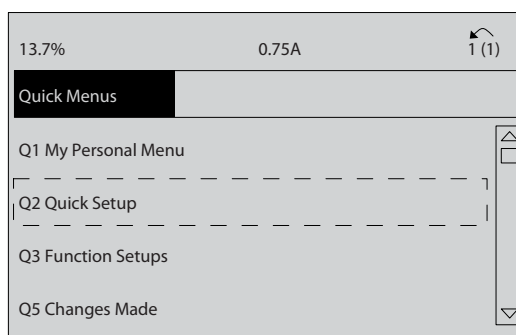 13.7% 0.75A 1 (1)
Quick Menus
Q1 My Personal Menu
Q2 Quick Setup
Q3 Function Setups
Q5 Changes Made